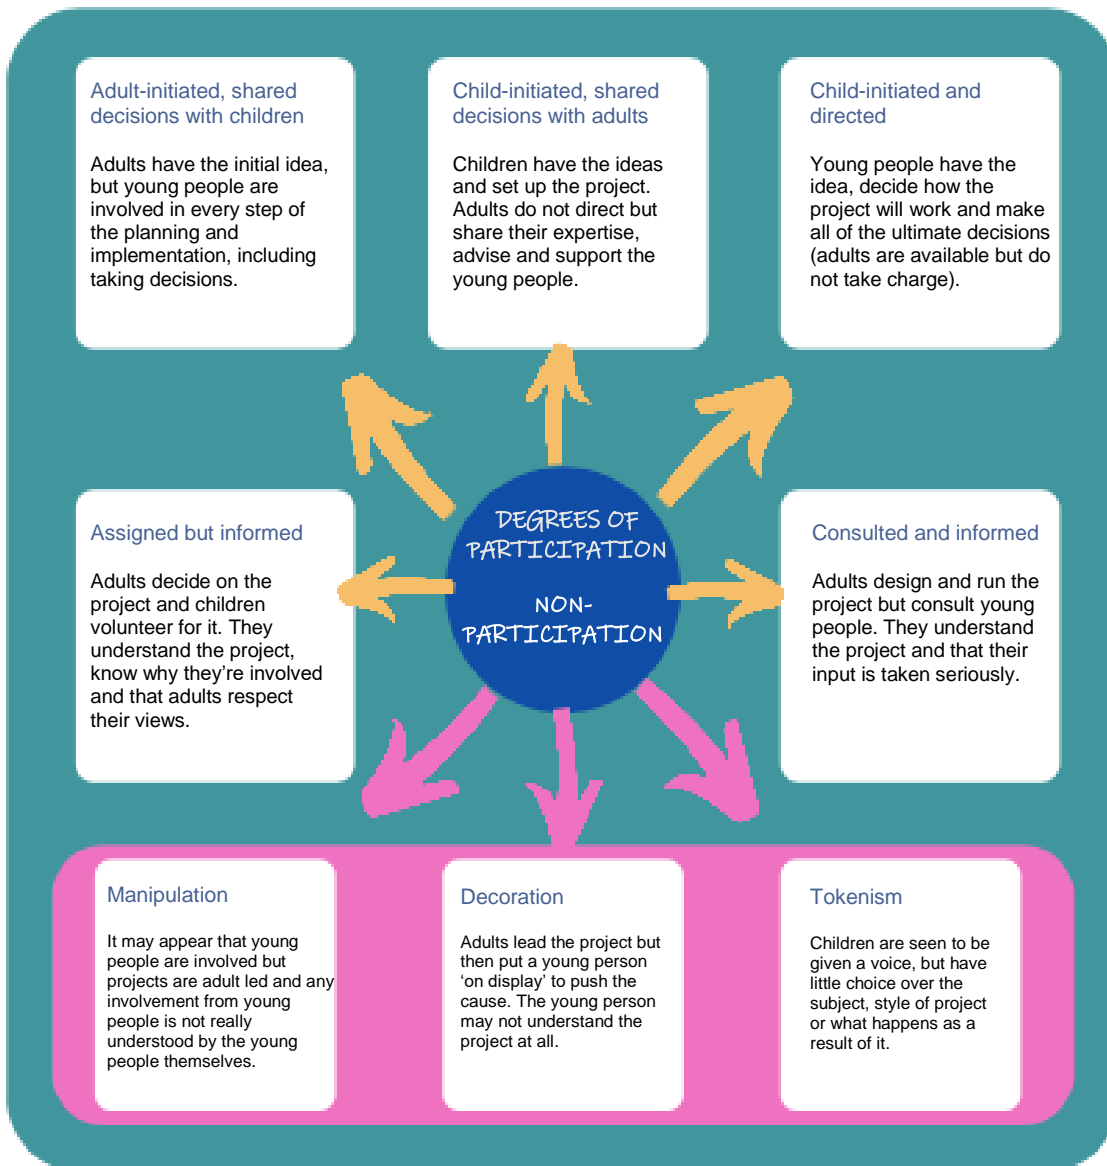 Adult-initiated, shared
decisions with children
Adults have the initial idea,
but young people are
involved in every step of
the planning and
implementation, including
taking decisions.
Child-initiated, shared
decisions with adults
Children have the ideas
and set up the project.
Adults do not direct but
share their expertise,
advise and support the
young people.
Child-initiated and
directed
Young people have the
idea, decide how the
project will work and make
all of the ultimate decisions
(adults are available but do
not take charge).
Assigned but informed
Adults decide on the
project and children
volunteer for it. They
understand the project,
know why they’re involved
and that adults respect
their views.
DEGREES OF
PARTICIPATION
NON-
PARTICIPATION
Consulted and informed
Adults design and run the
project but consult young
people. They understand
the project and that their
input is taken seriously.
Manipulation
It may appear that young
people are involved but
projects are adult led and any
involvement from young
people is not really
understood by the young
people themselves.
Decoration
Adults lead the project but
then put a young person
‘on display’ to push the
cause. The young person
may not understand the
project at all.
Tokenism
Children are seen to be
given a voice, but have
little choice over the
subject, style of project
or what happens as a
result of it.